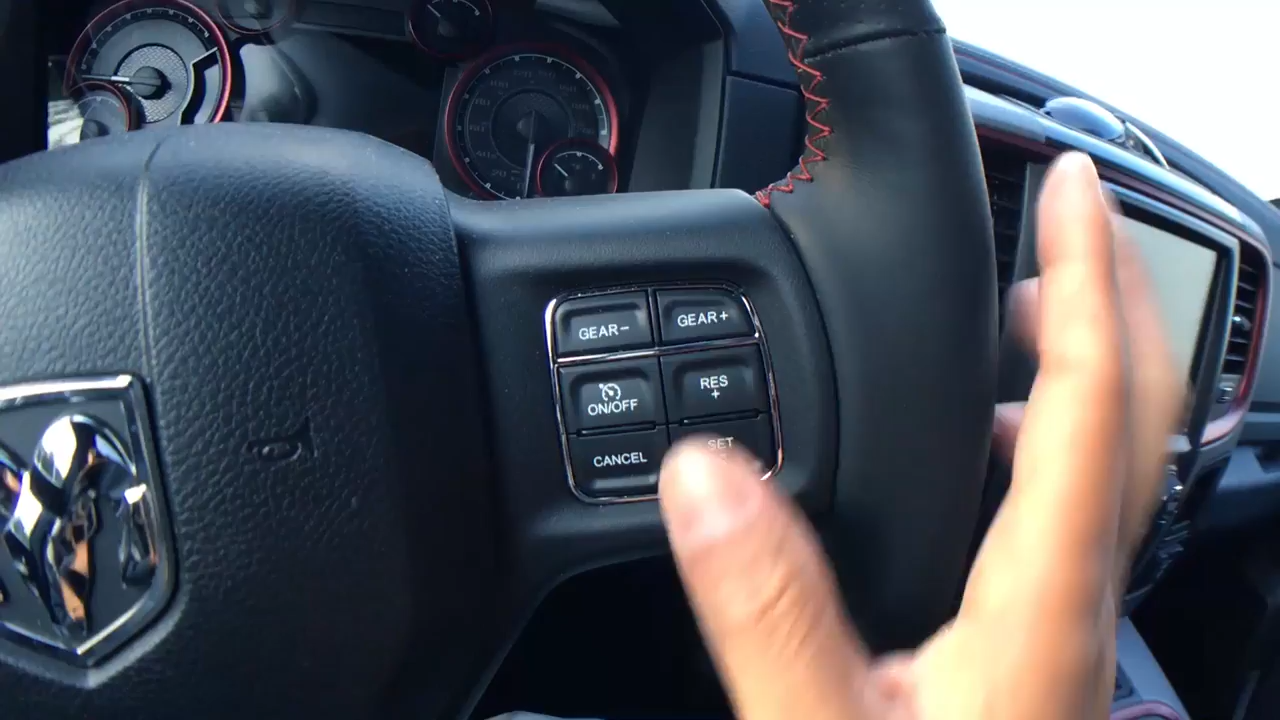 GEAR−
GEAR+
ON/OFF
RES
+
CANCEL
SET